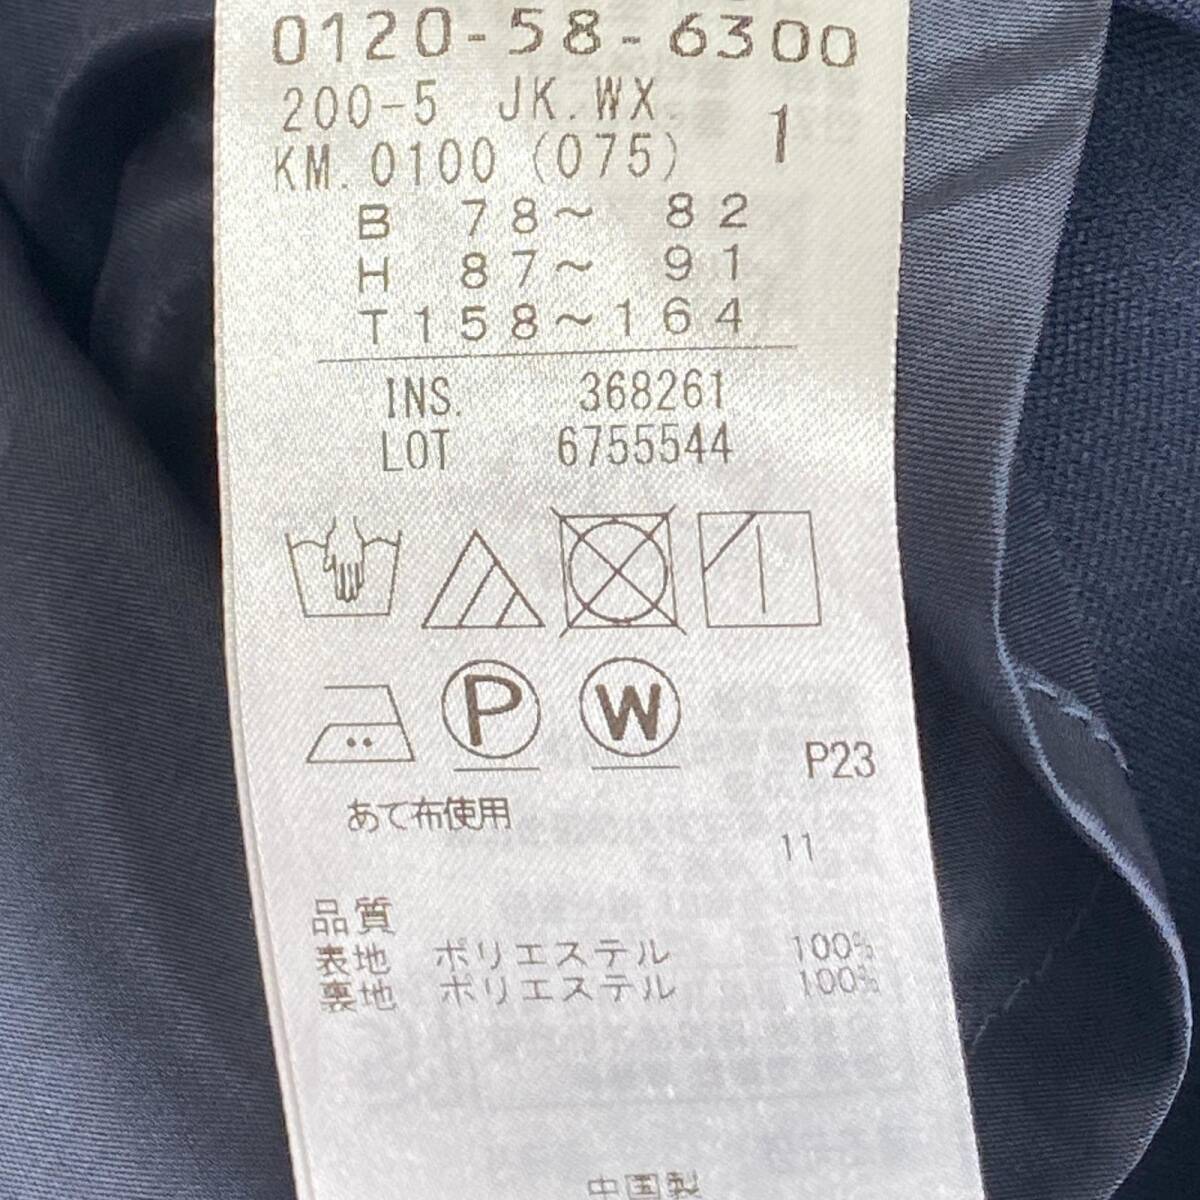 0120-58-6300
200-5 JK.WX. 1
KM.0100 (075)
B 78～ 82
H 87～ 91
T158～164
INS. 368261
LOT 6755544
P W
P23
あて布使用
11
品質
表地 ポリエステル 100%
裏地 ポリエステル 100%
中国製